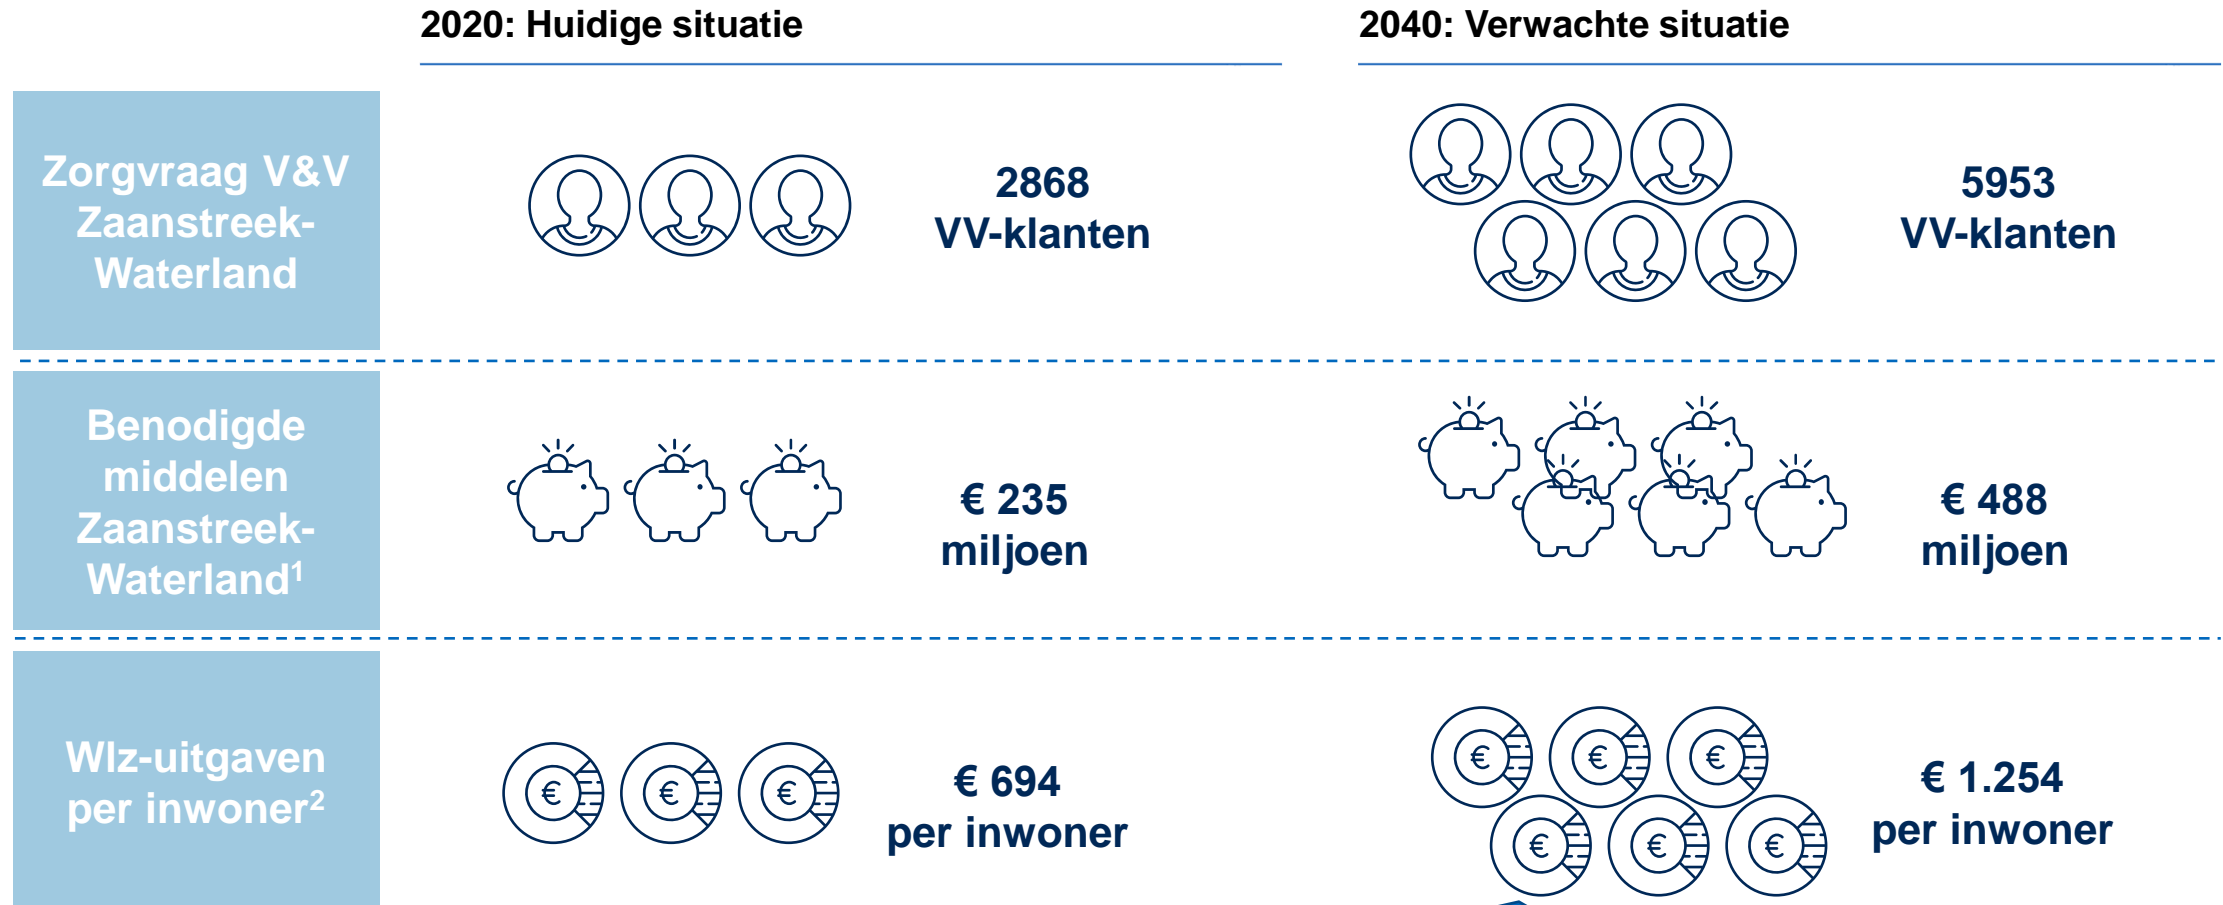 2020: Huidige situatie
2040: Verwachte situatie
Zorgvraag V&V
Zaanstreek-
Waterland
2868
VV-klanten
5953
VV-klanten
Benodigde
middelen
Zaanstreek-
Waterland¹
€ 235
miljoen
€ 488
miljoen
Wlz-uitgaven
per inwoner²
€ € €
€ 694
per inwoner
€ € €
€ € €
€ 1.254
per inwoner